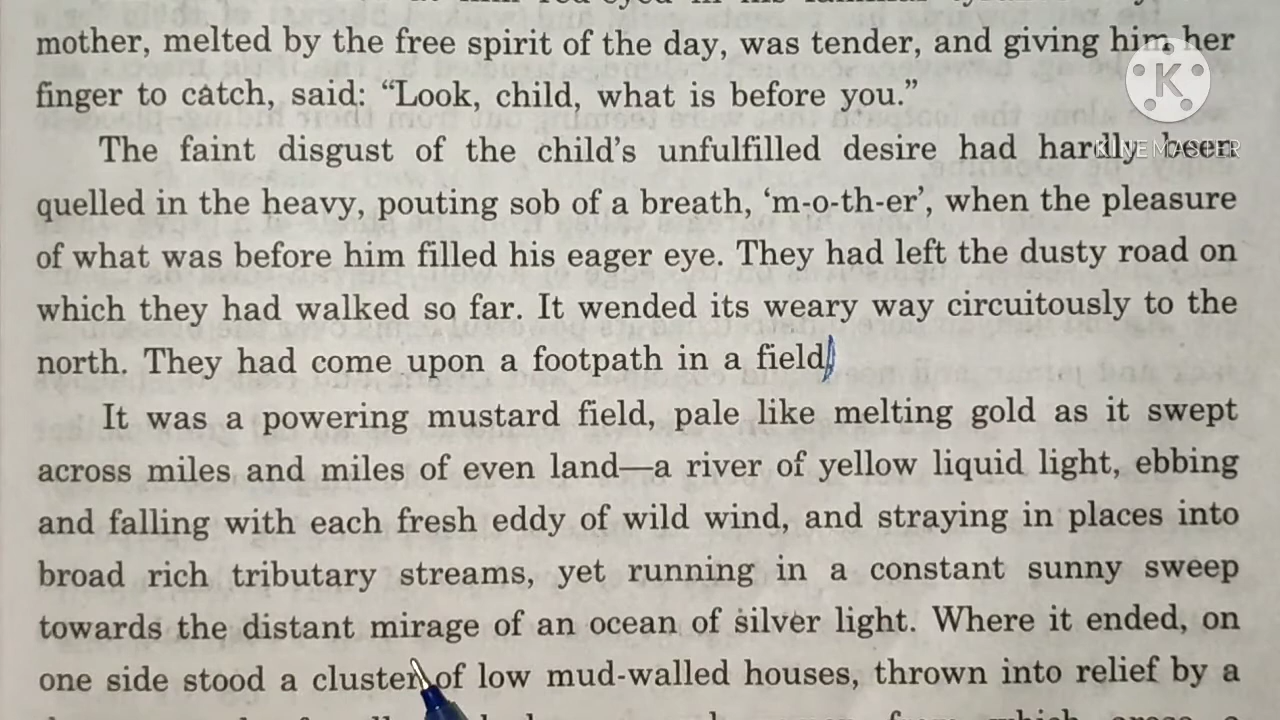 mother, melted by the free spirit of the day, was tender, and giving him her
finger to catch, said: “Look, child, what is before you.”
The faint disgust of the child’s unfulfilled desire had hardly been
quelled in the heavy, pouting sob of a breath, ‘m-o-th-er’, when the pleasure
of what was before him filled his eager eye. They had left the dusty road on
which they had walked so far. It wended its weary way circuitously to the
north. They had come upon a footpath in a field,
It was a powering mustard field, pale like melting gold as it swept
across miles and miles of even land—a river of yellow liquid light, ebbing
and falling with each fresh eddy of wild wind, and straying in places into
broad rich tributary streams, yet running in a constant sunny sweep
towards the distant mirage of an ocean of silver light. Where it ended, on
one side stood a cluster of low mud-walled houses, thrown into relief by a
K
KINEMASTER